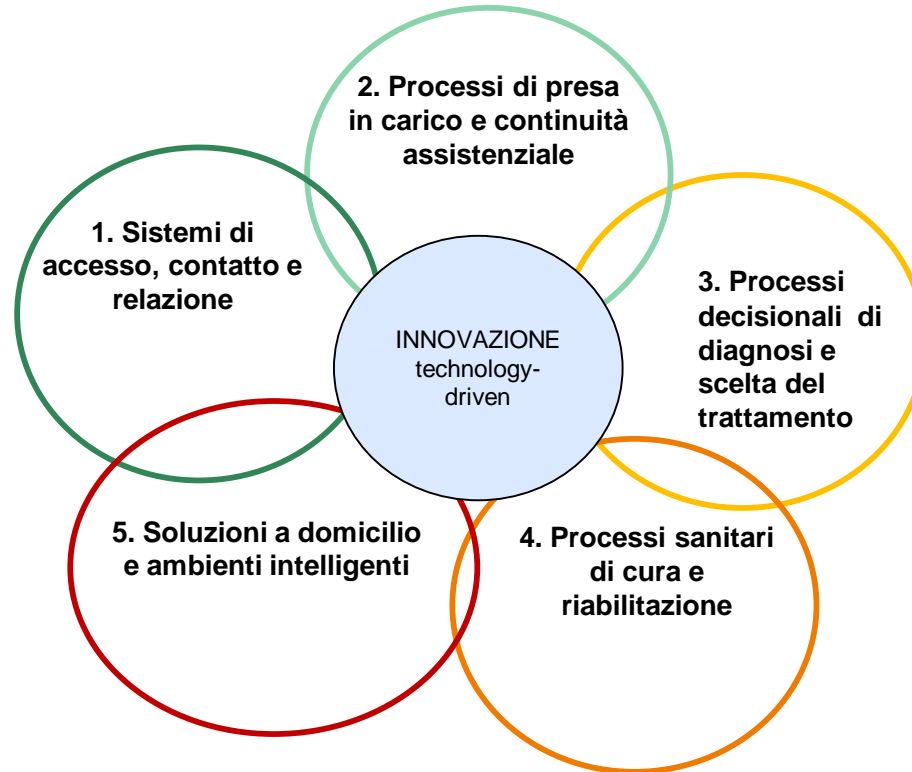 1. Sistemi di
accesso, contatto e
relazione
2. Processi di presa
in carico e continuità
assistenziale
3. Processi
decisionali di
diagnosi e
scelta del
trattamento
4. Processi sanitari
di cura e
riabilitazione
5. Soluzioni a domicilio
e ambienti intelligenti
INNOVAZIONE
technology-
driven